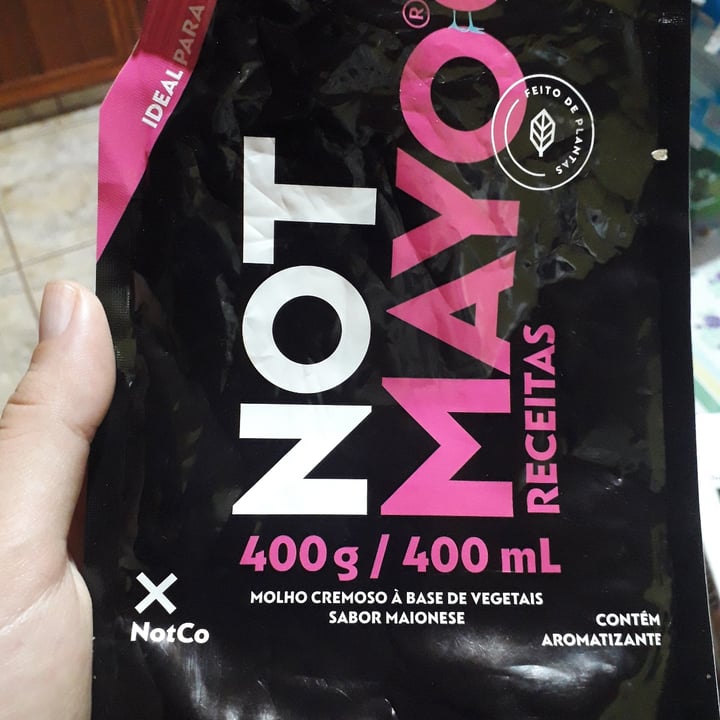 IDEAL PARA
NOT
MAYO®
RECEITAS
FEITO DE PLANTAS
400 g / 400 mL
MOLHO CREMOSO À BASE DE VEGETAIS
SABOR MAIONESE
NotCo
CONTÉM
AROMATIZANTE